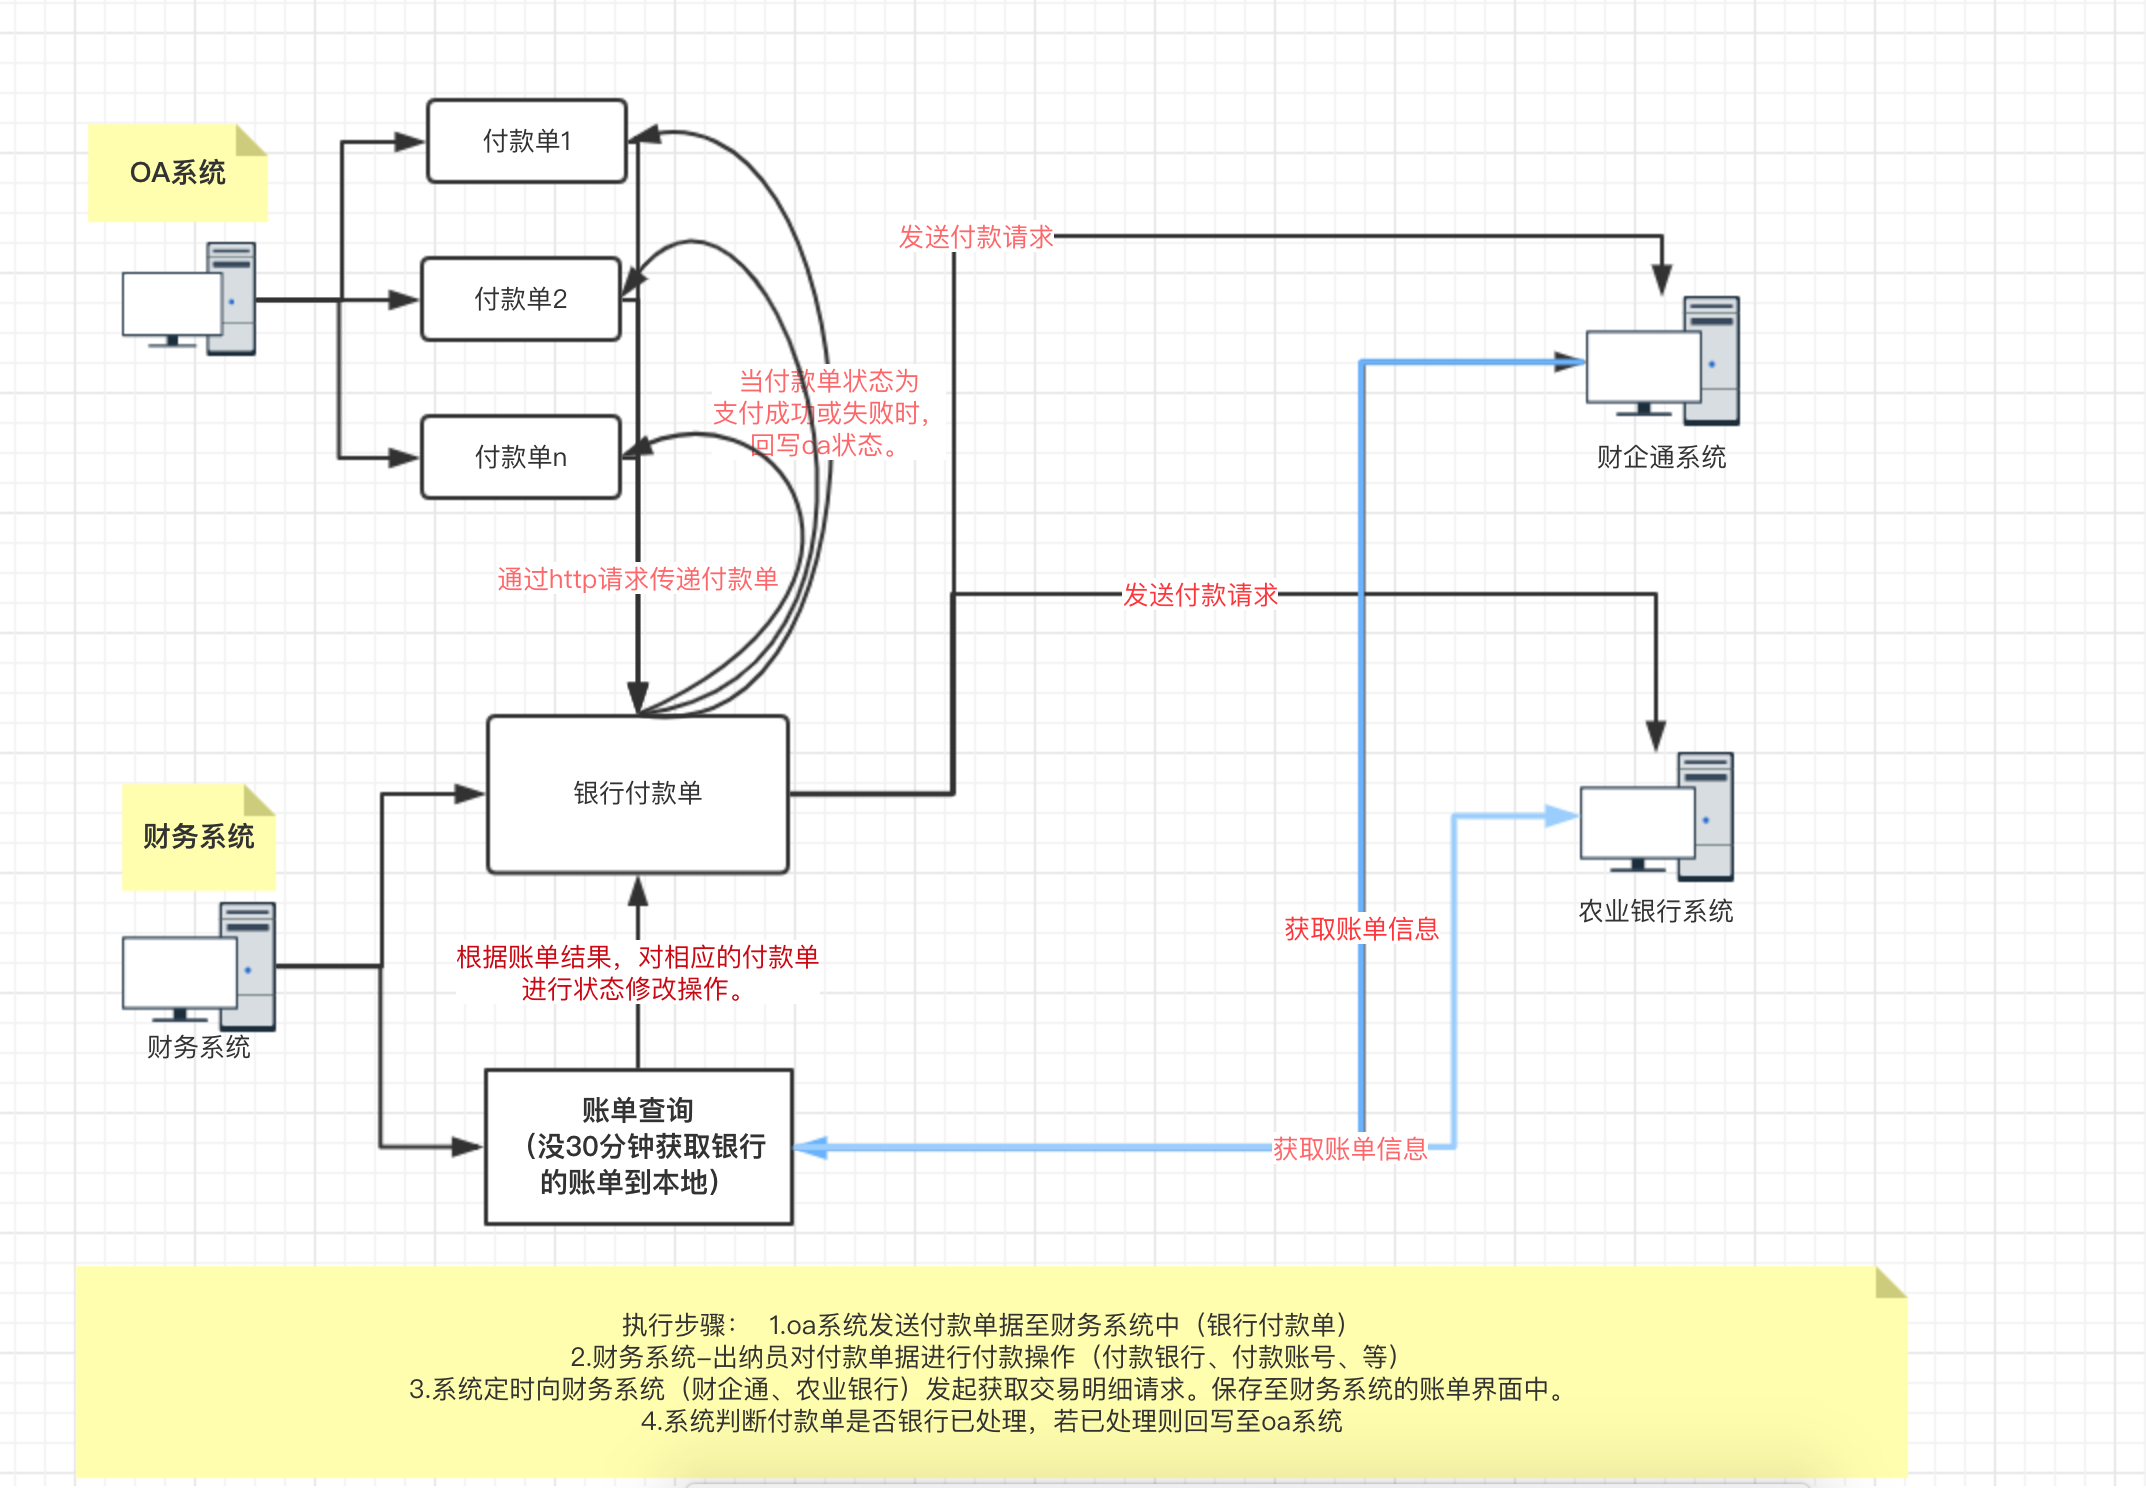 OA系统
付款单1
付款单2
付款单n
发送付款请求
当付款单状态为
支付成功或失败时，
回写oa状态。
财企通系统
通过http请求传递付款单
发送付款请求
银行付款单
财务系统
农业银行系统
获取账单信息
根据账单结果，对相应的付款单
进行状态修改操作。
财务系统
账单查询
（没30分钟获取银行
的账单到本地）
获取账单信息
执行步骤： 1.oa系统发送付款单据至财务系统中（银行付款单）
2.财务系统-出纳员对付款单据进行付款操作（付款银行、付款账号、等）
3.系统定时向财务系统（财企通、农业银行）发起获取交易明细请求。保存至财务系统的账单界面中。
4.系统判断付款单是否银行已处理，若已处理则回写至oa系统